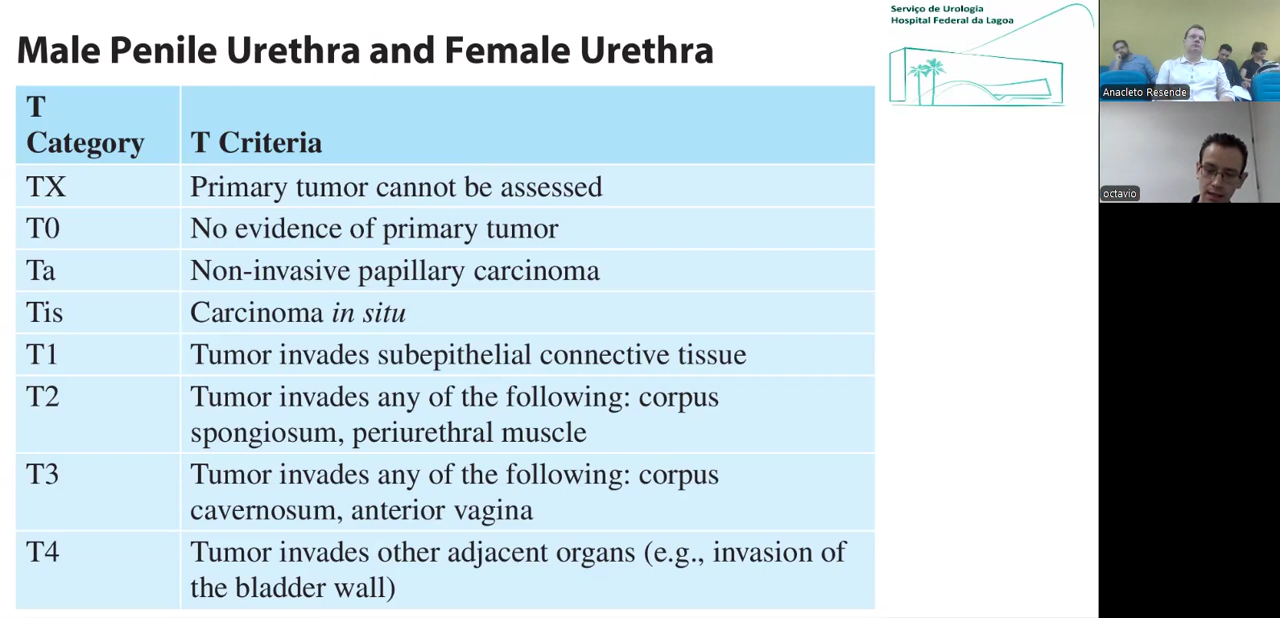 Male Penile Urethra and Female Urethra
T
Category
T Criteria
TX
Primary tumor cannot be assessed
T0
No evidence of primary tumor
Ta
Non-invasive papillary carcinoma
Tis
Carcinoma in situ
T1
Tumor invades subepithelial connective tissue
T2
Tumor invades any of the following: corpus
spongiosum, periurethral muscle
T3
Tumor invades any of the following: corpus
cavernosum, anterior vagina
T4
Tumor invades other adjacent organs (e.g., invasion of
the bladder wall)
Serviço de Urologia
Hospital Federal da Lagoa
Anacleto Resende
octavio